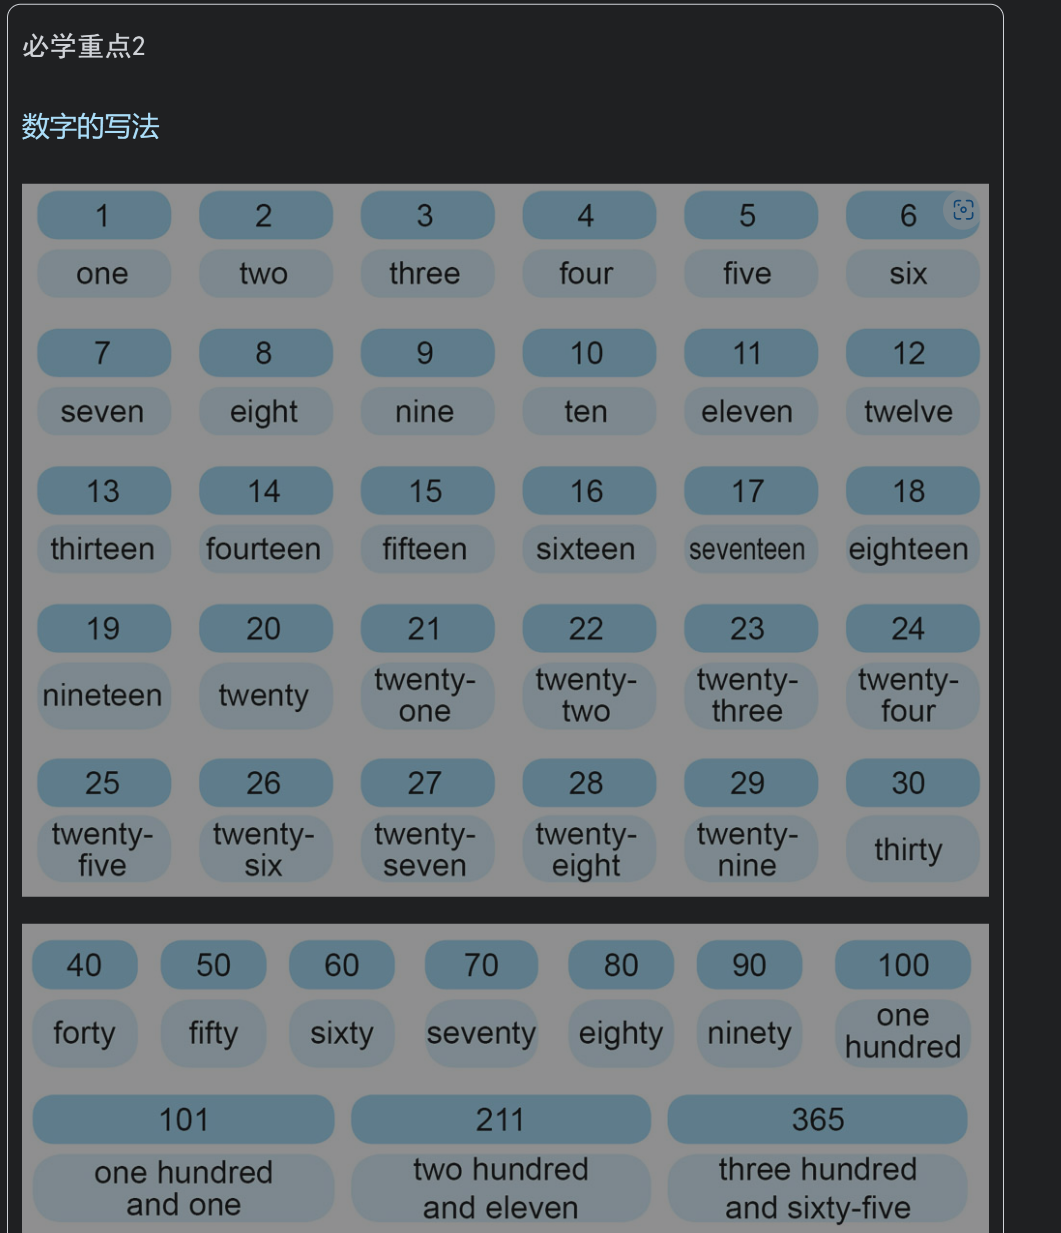 必学重点2
数字的写法
1 2 3 4 5 6
one two three four five six
7 8 9 10 11 12
seven eight nine ten eleven twelve
13 14 15 16 17 18
thirteen fourteen fifteen sixteen seventeen eighteen
19 20 21 22 23 24
nineteen twenty twenty-one twenty-two twenty-three twenty-four
25 26 27 28 29 30
twenty-five twenty-six twenty-seven twenty-eight twenty-nine thirty
40 50 60 70 80 90 100
forty fifty sixty seventy eighty ninety one hundred
101 211 365
one hundred and one two hundred and eleven three hundred and sixty-five